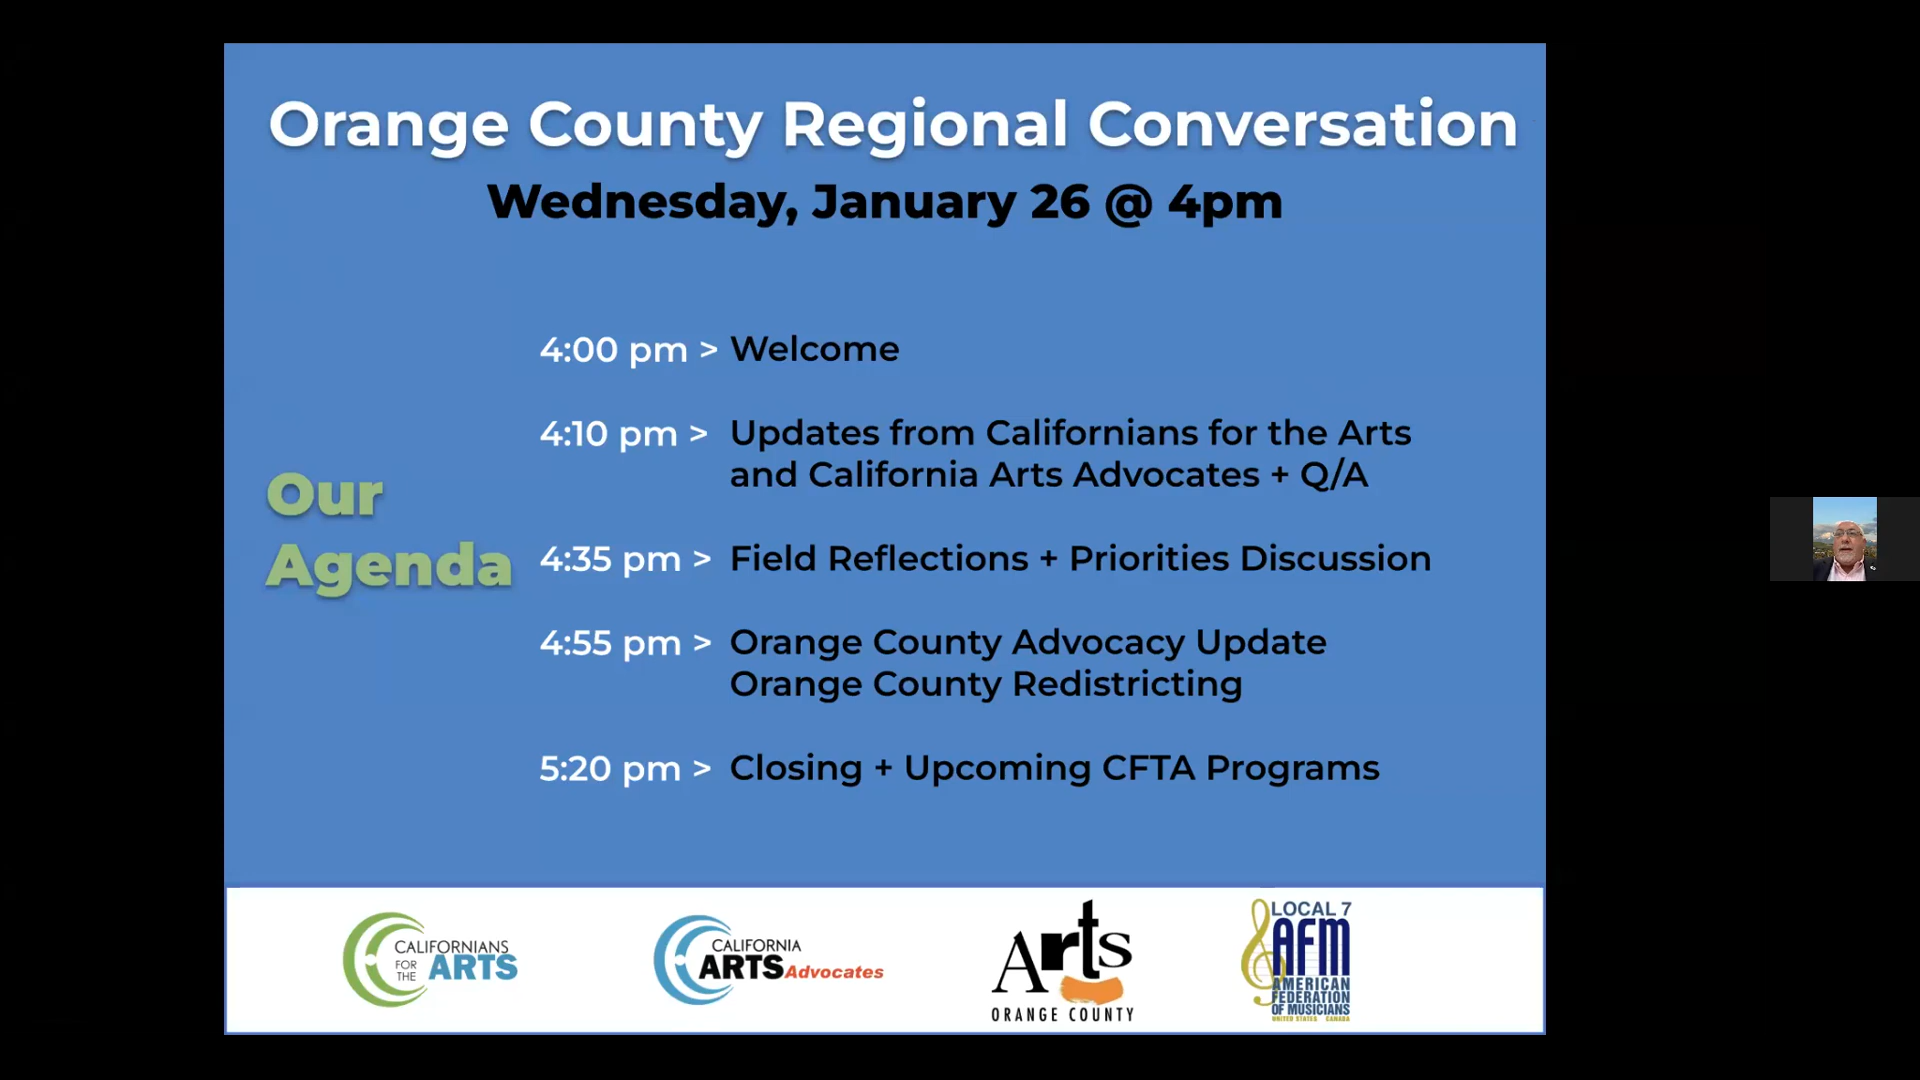 Orange County Regional Conversation
Wednesday, January 26 @ 4pm
Our
Agenda
4:00 pm > Welcome
4:10 pm > Updates from Californians for the Arts
and California Arts Advocates + Q/A
4:35 pm > Field Reflections + Priorities Discussion
4:55 pm > Orange County Advocacy Update
Orange County Redistricting
5:20 pm > Closing + Upcoming CFTA Programs
CALIFORNIANS
FOR THE ARTS
CALIFORNIA
ARTS Advocates
Arts
ORANGE COUNTY
LOCAL 7
AFM
AMERICAN
FEDERATION
OF MUSICIANS
UNITED STATES CANADA